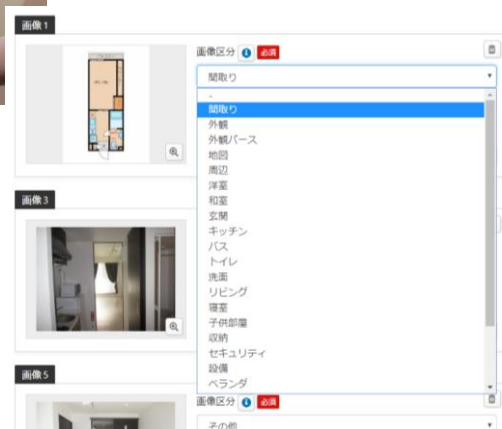 画像1
画像区分 必須
間取り
-
間取り
外観
外観パース
地図
周辺
洋室
和室
玄関
キッチン
バス
トイレ
洗面
リビング
寝室
子供部屋
収納
セキュリティ
設備
ベランダ
画像3
画像5
画像区分 必須
その他